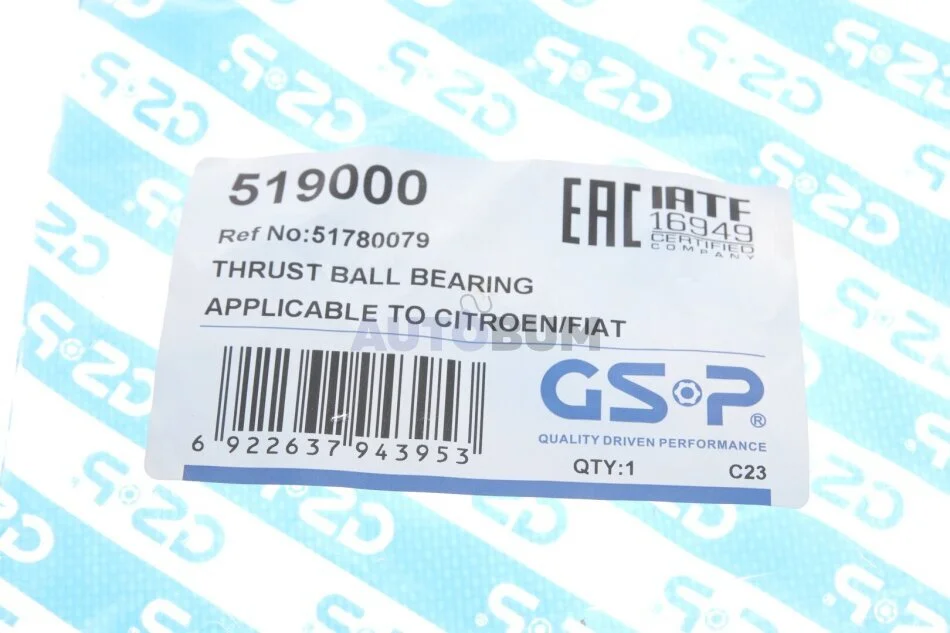 519000
Ref No:51780079
THRUST BALL BEARING
APPLICABLE TO CITROEN/FIAT
EAC
IATF
16949
CERTIFIED
COMPANY
AUTOBUM
6 922637 943953
GSP®
QUALITY DRIVEN PERFORMANCE
QTY:1
C23